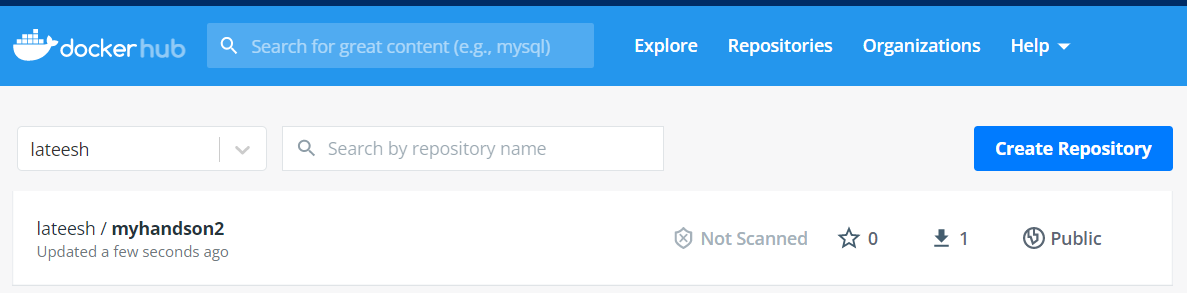 dockerhub Search for great content (e.g., mysql) Explore Repositories Organizations Help
lateesh Search by repository name Create Repository
lateesh / myhandson2
Updated a few seconds ago
Not Scanned 0 1 Public